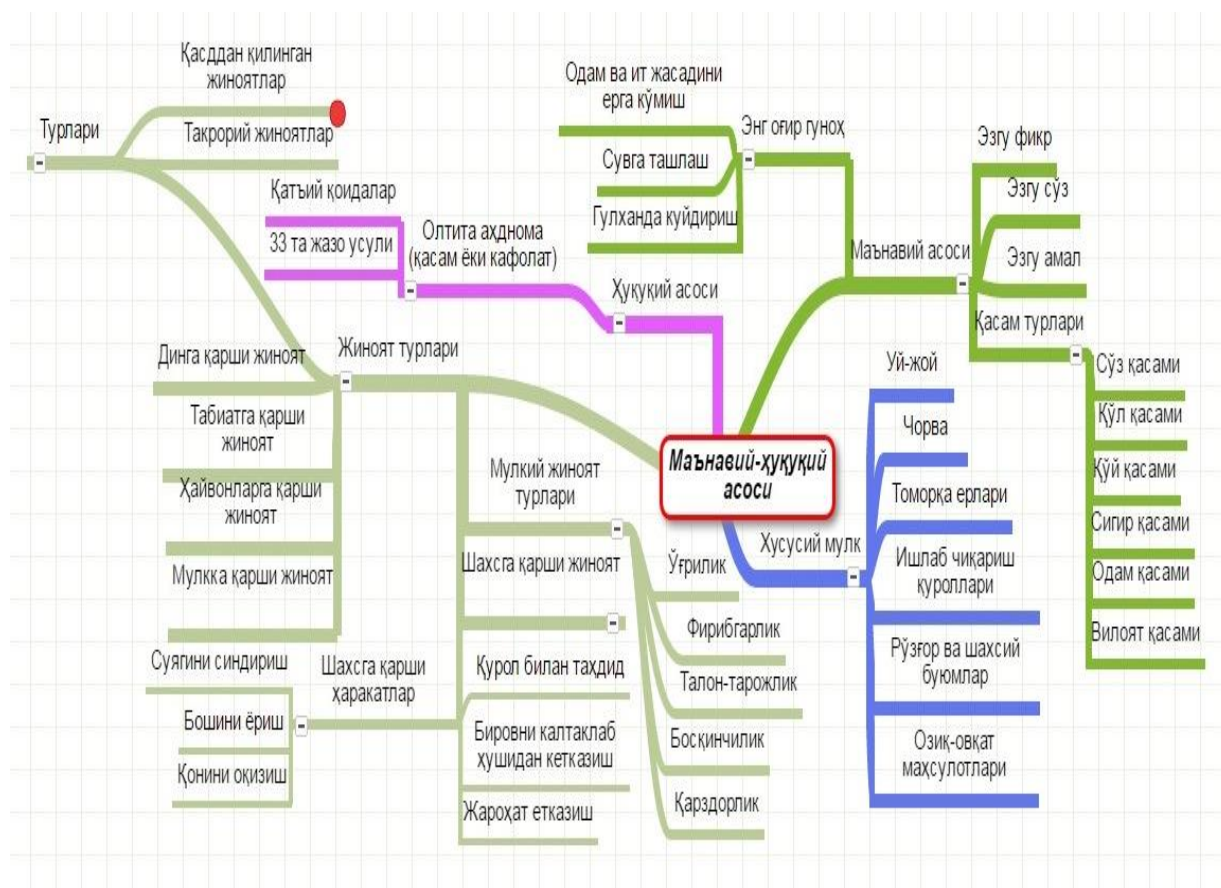 Қасддан қилинган
жиноятлар
Турлари
Такрорий жиноятлар
Қатъий қоидалар
33 та жазо усули
Олтита ахднома
(қасам ёки кафолат)
Ҳукуқий асоси
Одам ва ит жасадини
ерга кўмиш
Сувга ташлаш
Гулханда куйдириш
Энг оғир гуноҳ
Маънавий асоси
Эзгу фикр
Эзгу сўз
Эзгу амал
Қасам турлари
Сўз қасами
Қўл қасами
Қўй қасами
Сигир қасами
Одам қасами
Вилоят қасами
Маънавий-ҳуқуқий
асоси
Жиноят турлари
Динга қарши жиноят
Табиатга қарши
жиноят
Ҳайвонларга қарши
жиноят
Мулкка қарши жиноят
Мулкий жиноят
турлари
Шахсга қарши жиноят
Ўғрилик
Фирибгарлик
Талон-тарожлик
Босқинчилик
Қарздорлик
Шахсга қарши
ҳаракатлар
Суягини синдириш
Бошини ёриш
Қонини оқизиш
Қурол билан таҳдид
Бировни калтаклаб
ҳушидан кетказиш
Жароҳат етказиш
Хусусий мулк
Уй-жой
Чорва
Томорқа ерлари
Ишлаб чиқариш
қуроллари
Рўзғор ва шахсий
буюмлар
Озиқ-овқат
маҳсулотлари